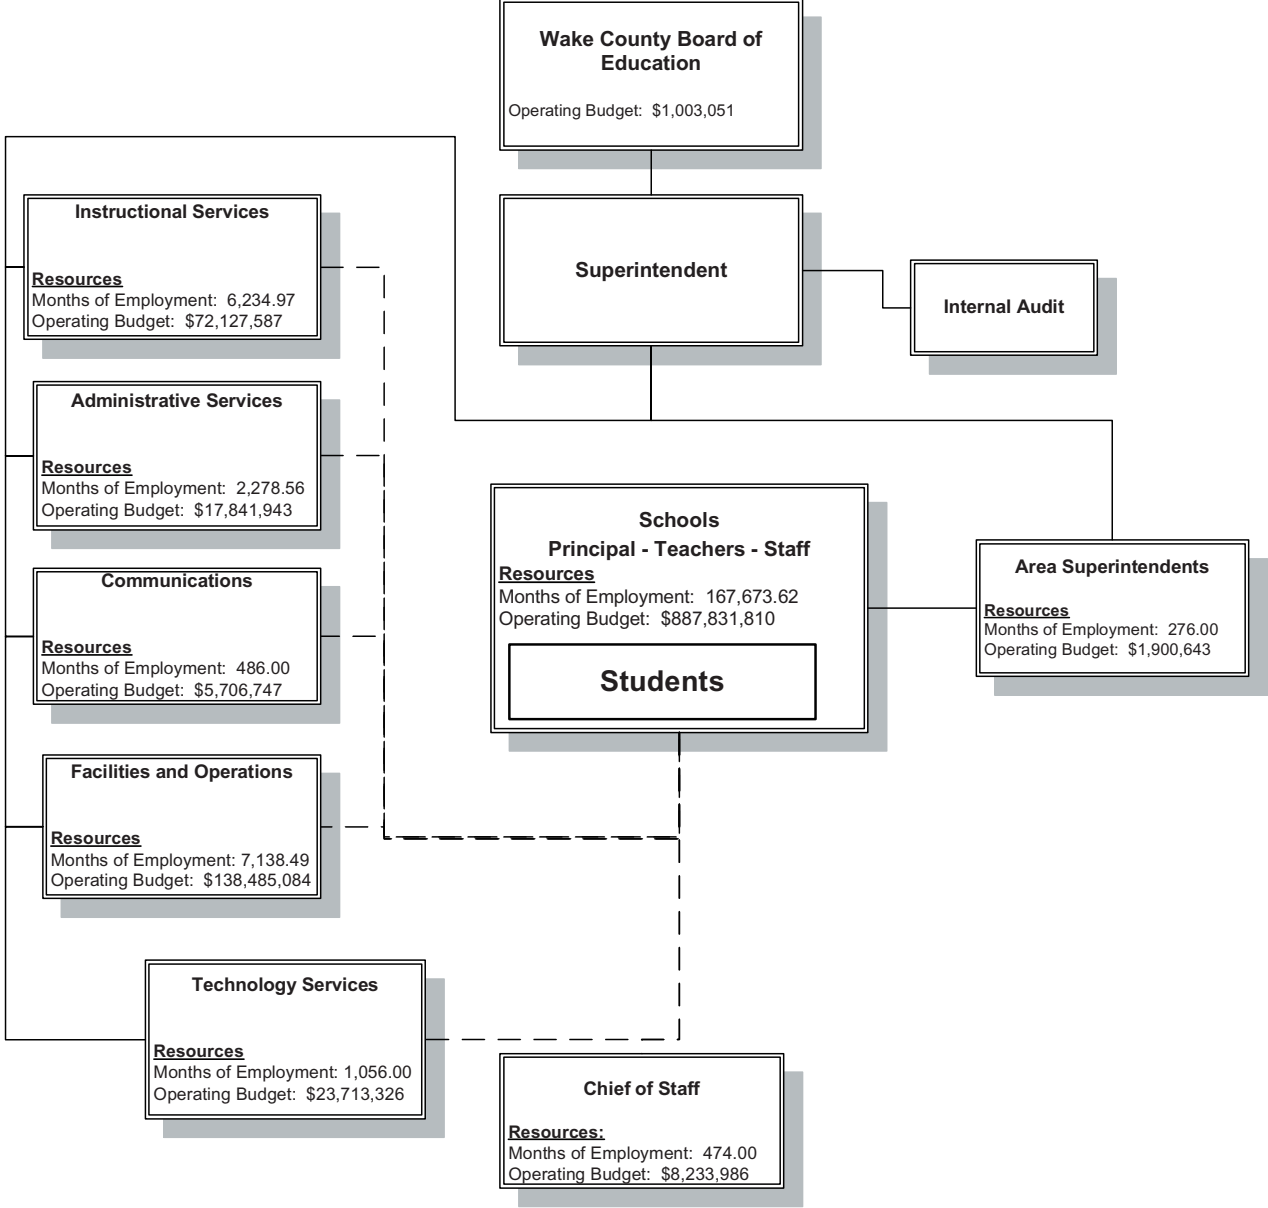 Wake County Board of
Education
Operating Budget: $1,003,051
Superintendent
Internal Audit
Instructional Services
Resources
Months of Employment: 6,234.97
Operating Budget: $72,127,587
Administrative Services
Resources
Months of Employment: 2,278.56
Operating Budget: $17,841,943
Communications
Resources
Months of Employment: 486.00
Operating Budget: $5,706,747
Facilities and Operations
Resources
Months of Employment: 7,138.49
Operating Budget: $138,485,084
Technology Services
Resources
Months of Employment: 1,056.00
Operating Budget: $23,713,326
Schools
Principal - Teachers - Staff
Resources
Months of Employment: 167,673.62
Operating Budget: $887,831,810
Students
Area Superintendents
Resources
Months of Employment: 276.00
Operating Budget: $1,900,643
Chief of Staff
Resources:
Months of Employment: 474.00
Operating Budget: $8,233,986